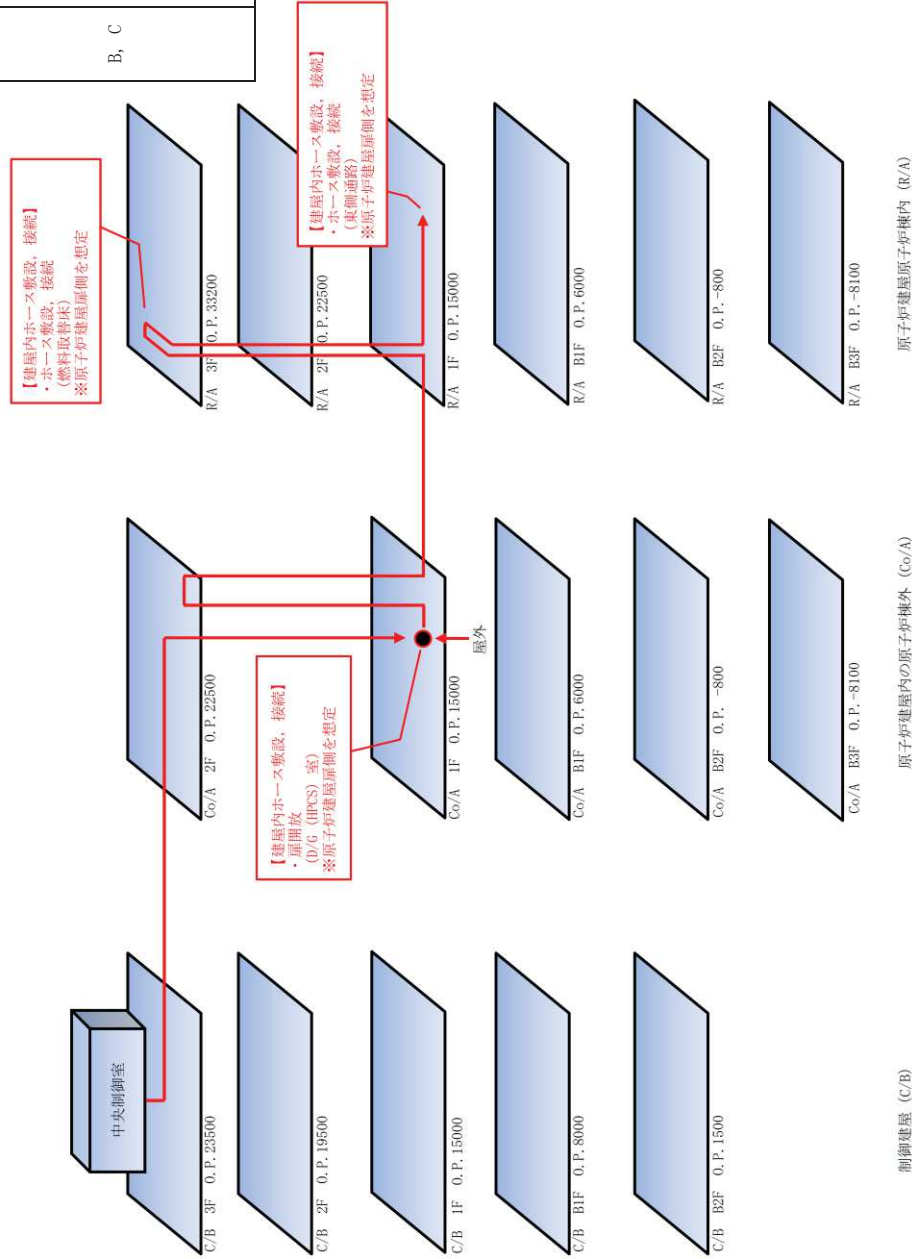 B, C
中央制御室
C/B 3F O.P.23500
C/B 2F O.P.19500
C/B 1F O.P.15000
C/B B1F O.P.8000
C/B B2F O.P.1500
制御建屋 (C/B)
Co/A 2F O.P.22500
【建屋内ホース敷設，接続】
・扉開放
(D/G (HPCS) 室)
※原子炉建屋扉側を想定
Co/A 1F O.P.15000
屋外
Co/A B1F O.P.6000
Co/A B2F O.P.-800
Co/A B3F O.P.-8100
原子炉建屋内の原子炉棟外 (Co/A)
【建屋内ホース敷設，接続】
・ホース敷設，接続
(燃料取替床)
※原子炉建屋扉側を想定
R/A 3F O.P.33200
R/A 2F O.P.22500
【建屋内ホース敷設，接続】
・ホース敷設，接続
(東側通路)
※原子炉建屋扉側を想定
R/A 1F O.P.15000
R/A B1F O.P.6000
R/A B2F O.P.-800
R/A B3F O.P.-8100
原子炉建屋原子炉棟内 (R/A)